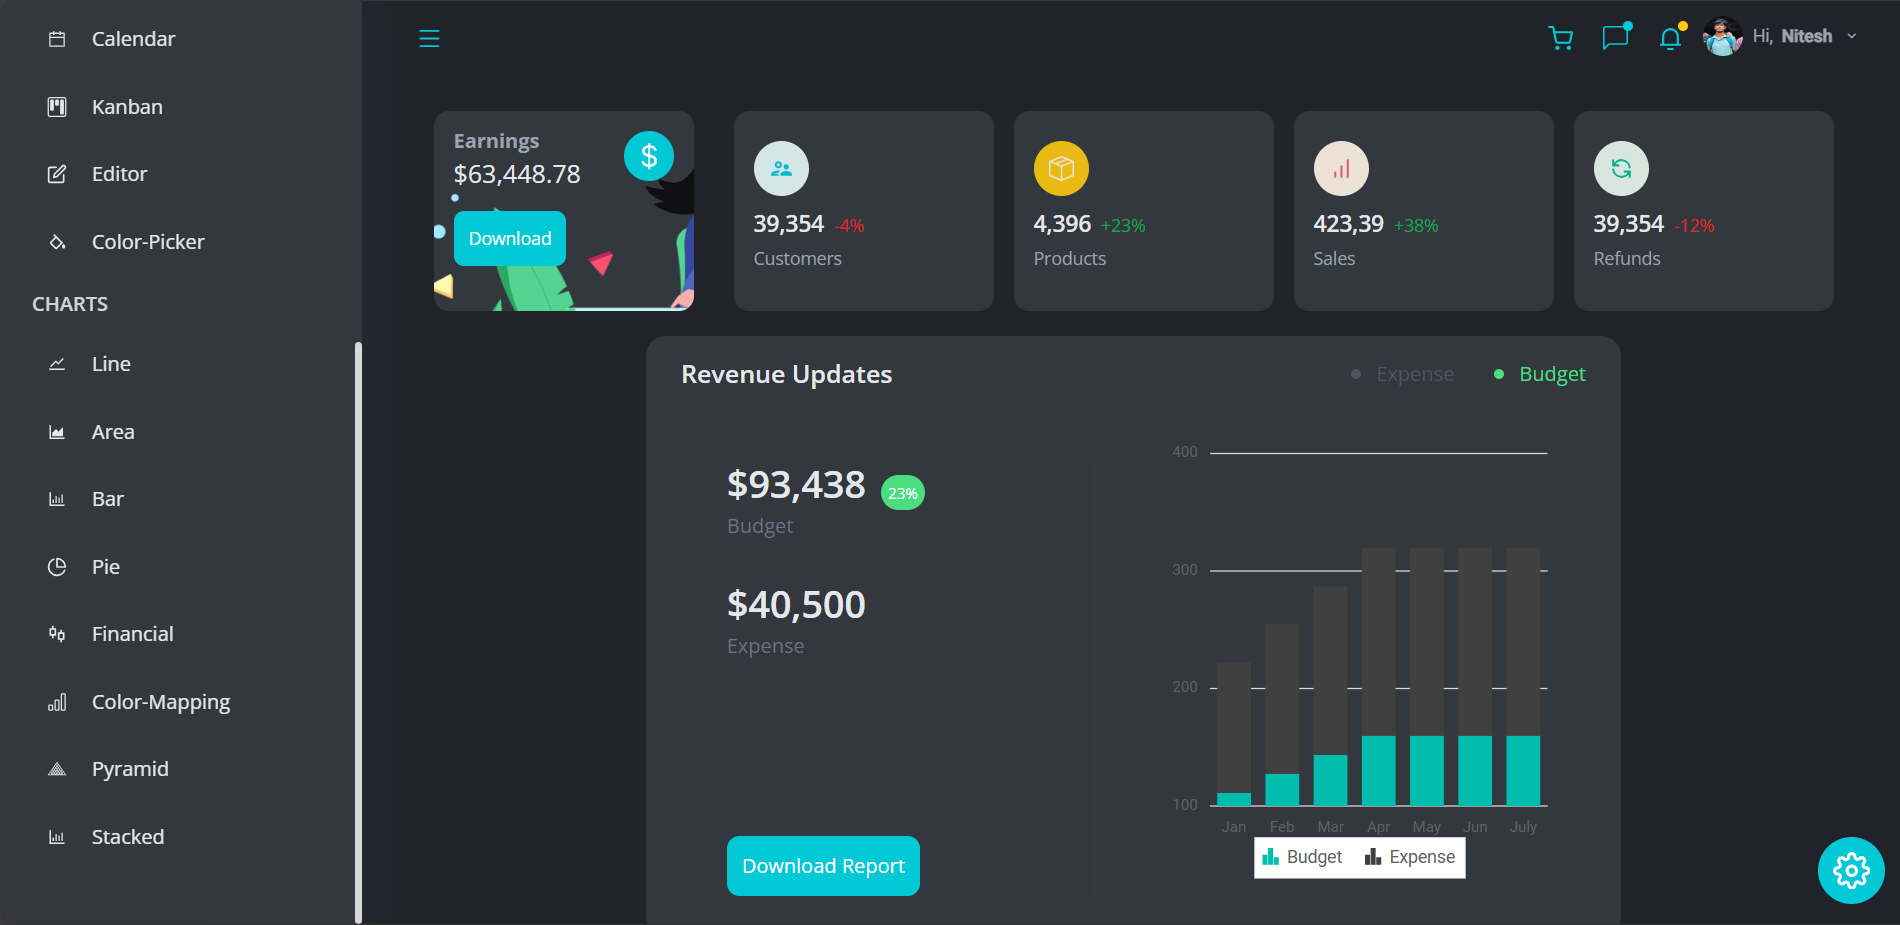 Calendar
Kanban
Editor
Color-Picker
CHARTS
Line
Area
Bar
Pie
Financial
Color-Mapping
Pyramid
Stacked
Hi, Nitesh
Earnings
$63,448.78
$
Download
39,354 -4%
Customers
4,396 +23%
Products
423,39 +38%
Sales
39,354 -12%
Refunds
Revenue Updates
Expense
Budget
$93,438 23%
Budget
$40,500
Expense
Download Report
400
300
200
100
Jan Feb Mar Apr May Jun July
Budget Expense